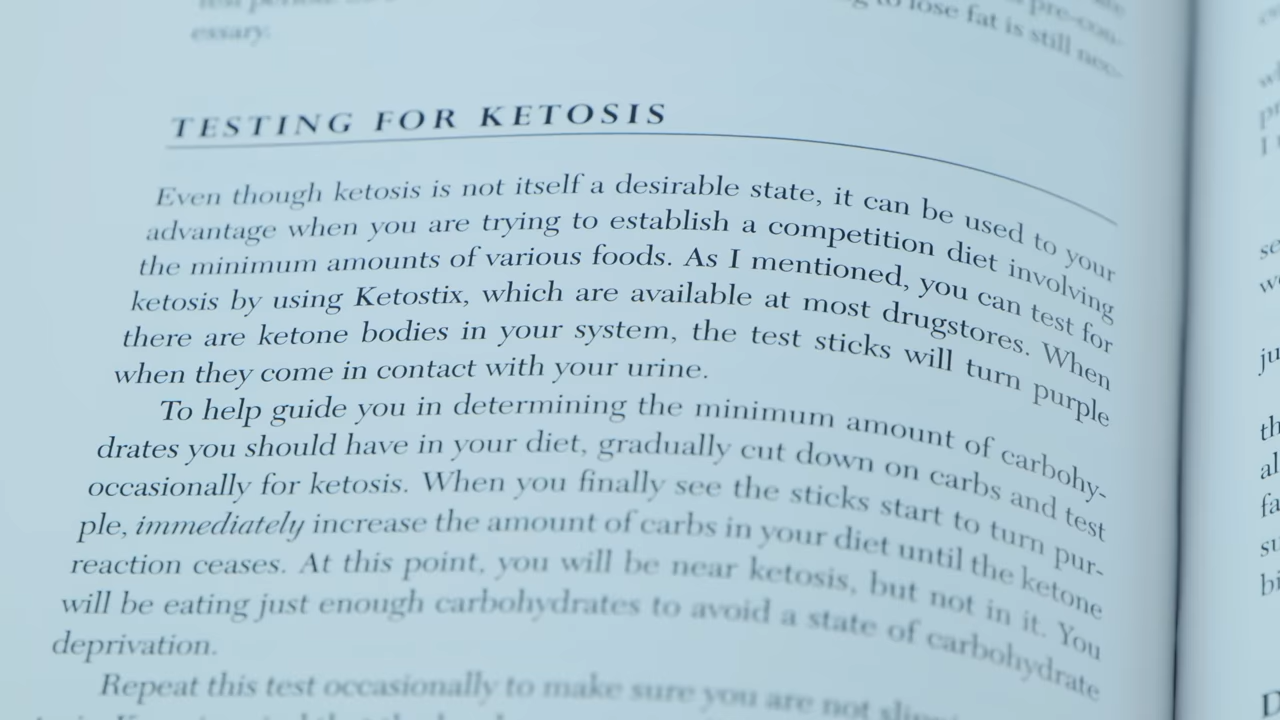 essary.
to lose fat is still nec-
TESTING FOR KETOSIS
Even though ketosis is not itself a desirable state, it can be used to your
advantage when you are trying to establish a competition diet involving
the minimum amounts of various foods. As I mentioned, you can test for
ketosis by using Ketostix, which are available at most drugstores. When
there are ketone bodies in your system, the test sticks will turn purple
when they come in contact with your urine.
To help guide you in determining the minimum amount of carbohy-
drates you should have in your diet, gradually cut down on carbs and test
occasionally for ketosis. When you finally see the sticks start to turn pur-
ple, immediately increase the amount of carbs in your diet until the ketone
reaction ceases. At this point, you will be near ketosis, but not in it. You
will be eating just enough carbohydrates to avoid a state of carbohydrate
deprivation.
Repeat this test occasionally to make sure you are not